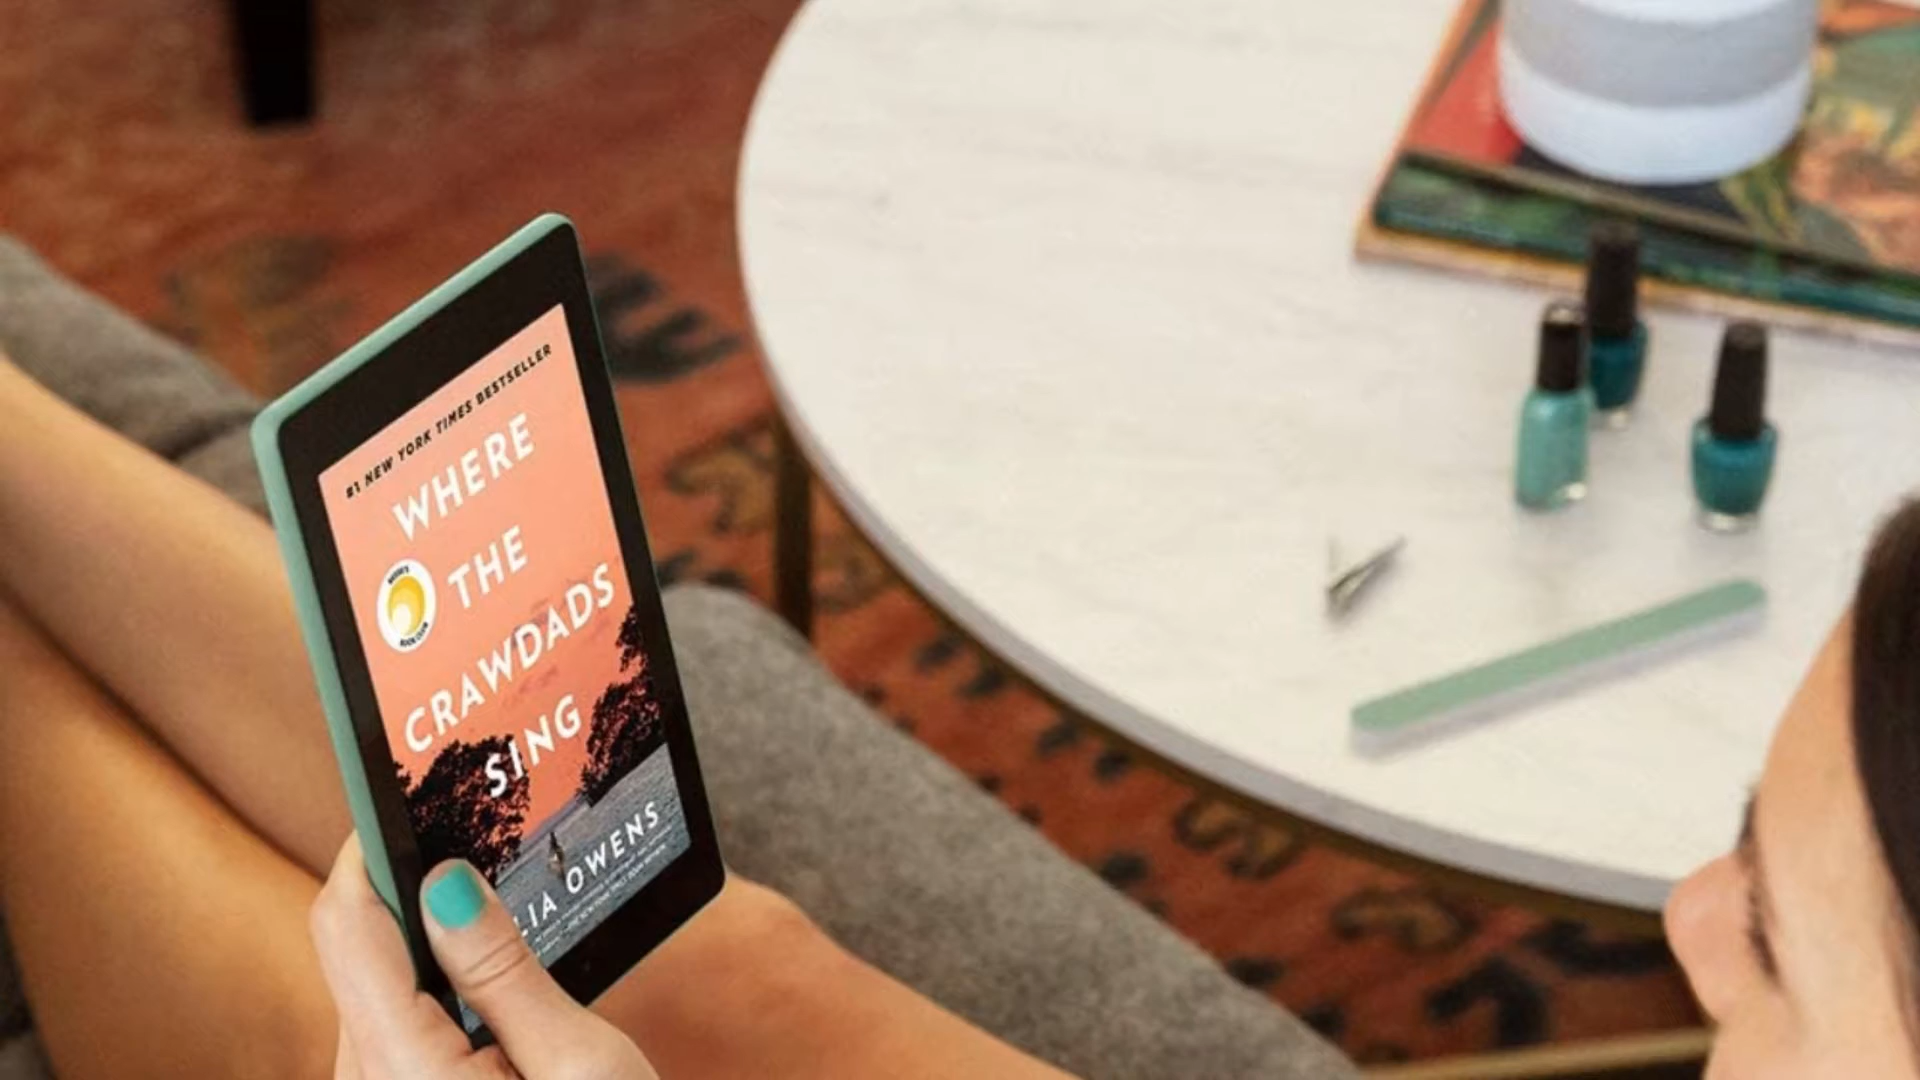 #1 NEW YORK TIMES BESTSELLER
WHERE
THE
CRAWDADS
SING
LIA OWENS